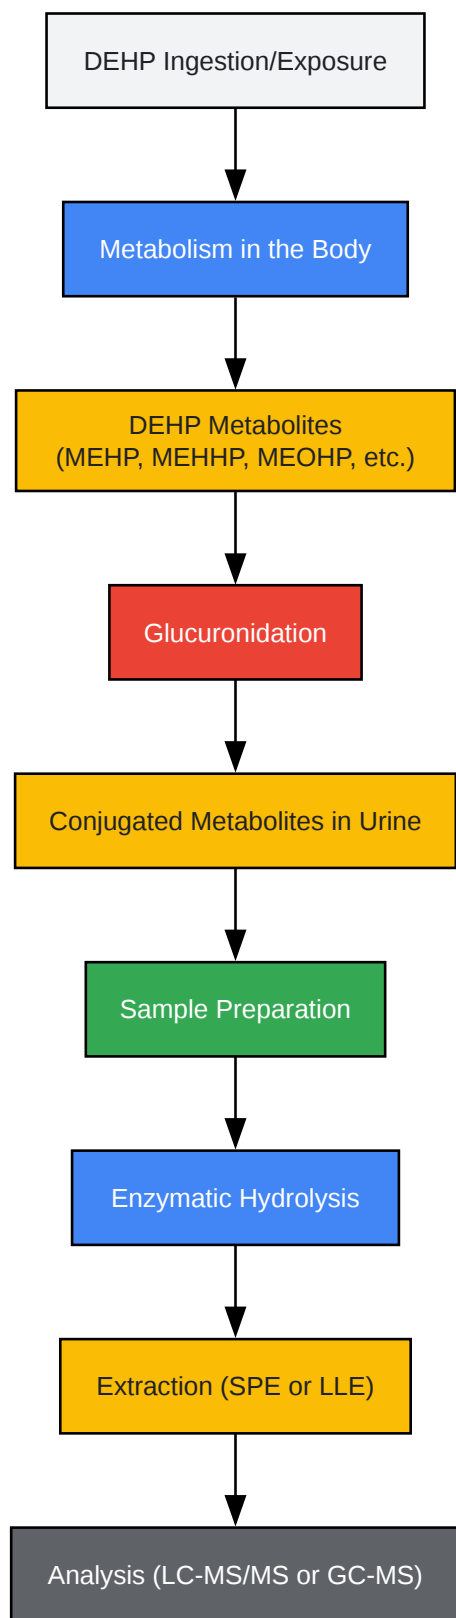 DEHP Ingestion/Exposure
Metabolism in the Body
DEHP Metabolites
(MEHP, MEHHP, MEOHP, etc.)
Glucuronidation
Conjugated Metabolites in Urine
Sample Preparation
Enzymatic Hydrolysis
Extraction (SPE or LLE)
Analysis (LC-MS/MS or GC-MS)